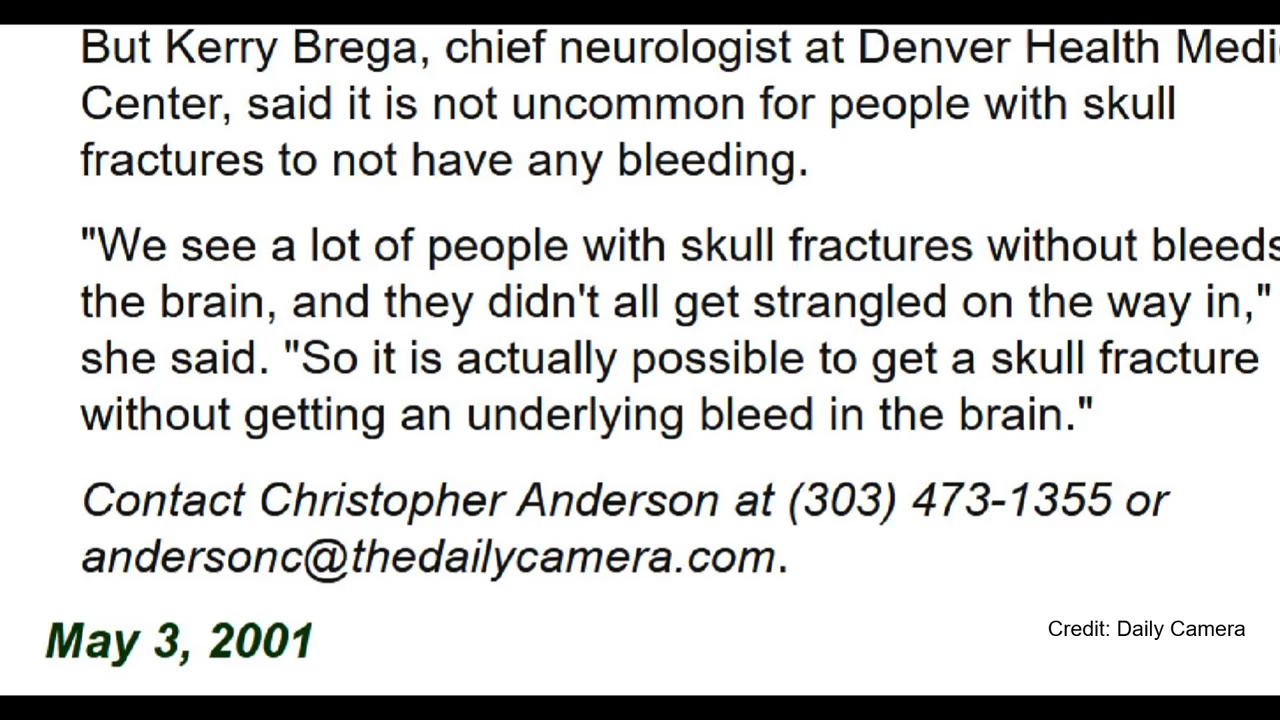 But Kerry Brega, chief neurologist at Denver Health Medi
Center, said it is not uncommon for people with skull
fractures to not have any bleeding.
"We see a lot of people with skull fractures without bleeds
the brain, and they didn't all get strangled on the way in,"
she said. "So it is actually possible to get a skull fracture
without getting an underlying bleed in the brain."
Contact Christopher Anderson at (303) 473-1355 or
andersonc@thedailycamera.com.
May 3, 2001
Credit: Daily Camera